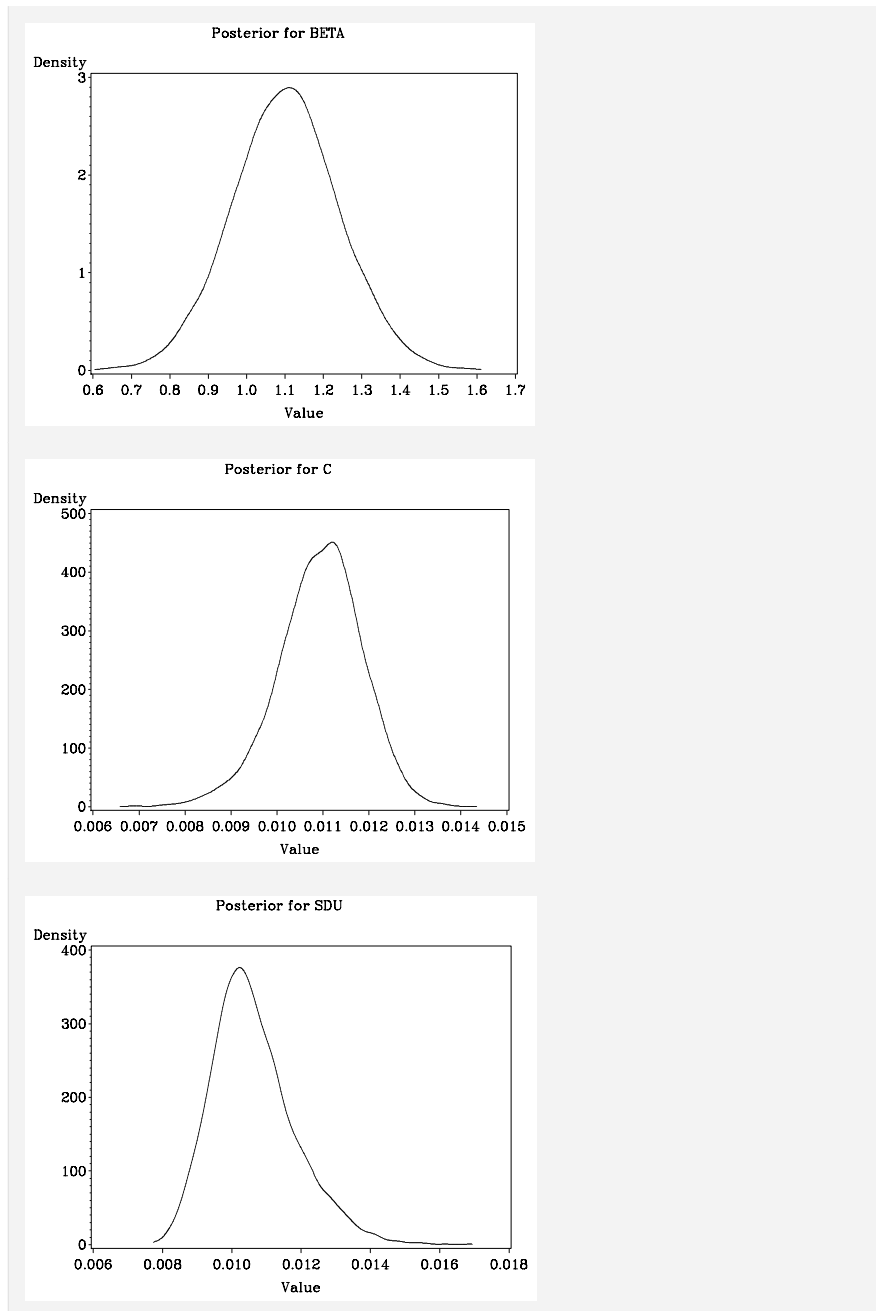 Posterior for BETA
Density
3
2
1
0
0.6 0.7 0.8 0.9 1.0 1.1 1.2 1.3 1.4 1.5 1.6 1.7
Value
Posterior for C
Density
500
400
300
200
100
0
0.006 0.007 0.008 0.009 0.010 0.011 0.012 0.013 0.014 0.015
Value
Posterior for SDU
Density
400
300
200
100
0
0.006 0.008 0.010 0.012 0.014 0.016 0.018
Value